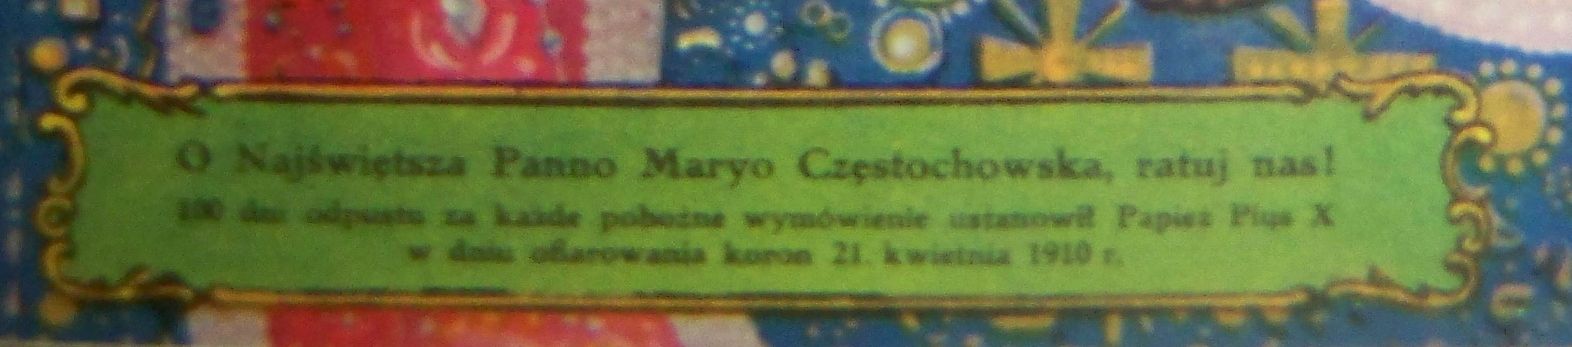 O Najświętsza Panno Maryo Częstochowska, ratuj nas!
100 dni odpustu za każde pobożne wymówienie ustanowił Papież Pius X
w dniu ofiarowania koron 21. kwietnia 1910 r.